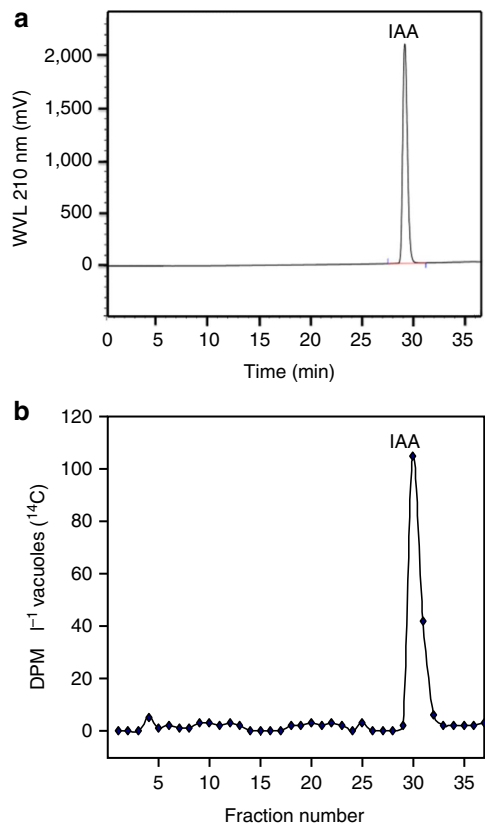 a
IAA
WVL 210 nm (mV)
2,000
1,500
1,000
500
0
0 5 10 15 20 25 30 35
Time (min)
b
IAA
DPM l⁻¹ vacuoles (¹⁴C)
120
100
80
60
40
20
0
5 10 15 20 25 30 35
Fraction number